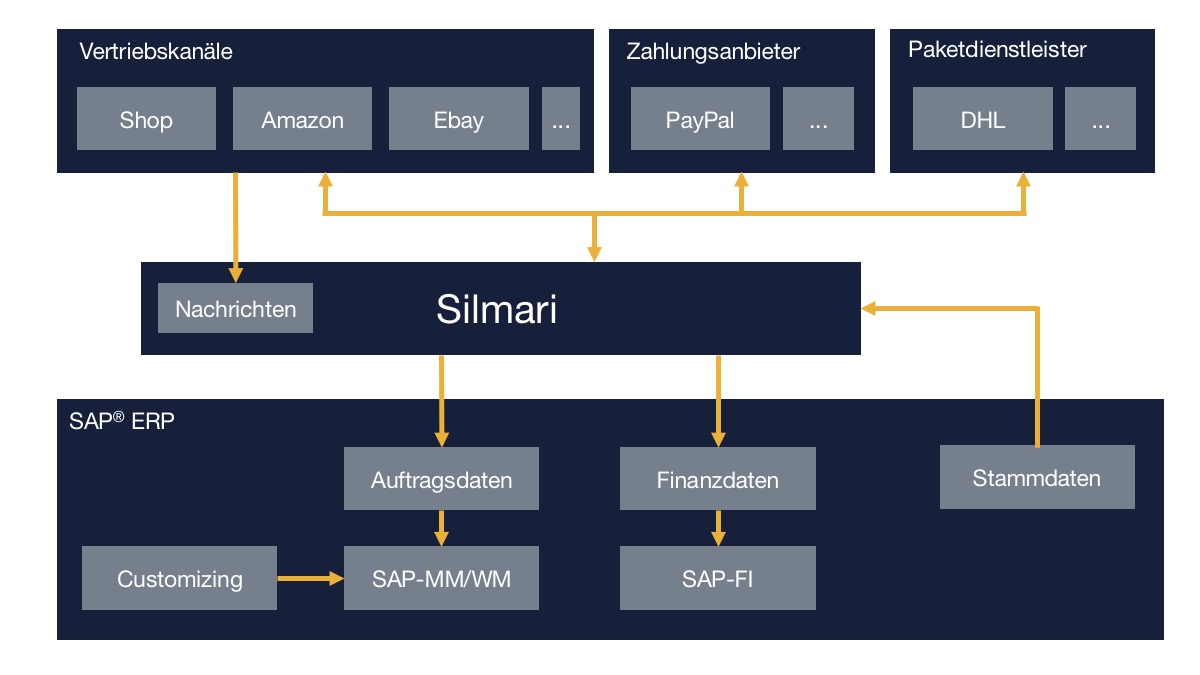 Vertriebskanäle
Shop
Amazon
Ebay
...
Zahlungsanbieter
PayPal
...
Paketdienstleister
DHL
...
Nachrichten
Silmari
SAP® ERP
Auftragsdaten
Finanzdaten
Stammdaten
Customizing
SAP-MM/WM
SAP-FI